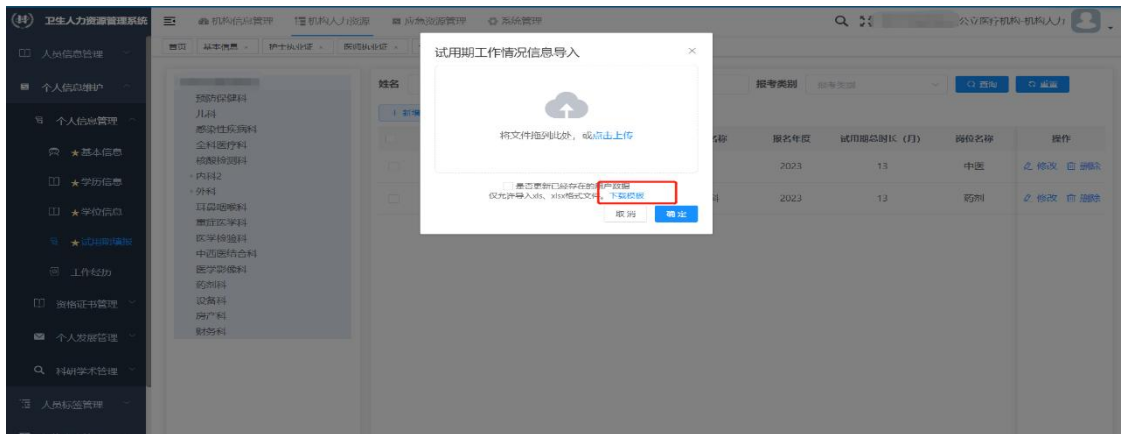 卫生人力资源管理系统
机构信息管理 机构人力资源 应急资源管理 系统管理
公立医疗机构-机构人力
首页 基本信息 护士执业证 医师执业证
人员信息管理
个人信息维护
个人信息管理
★基本信息
★学历信息
★学位信息
★试用期填报
工作经历
资格证书管理
个人发展管理
科研学术管理
人员标签管理
预防保健科
儿科
感染性疾病科
全科医疗科
核酸检测科
内科2
外科
耳鼻咽喉科
重症医学科
医学检验科
中西医结合科
医学影像科
药剂科
设备科
房产科
财务科
姓名
报考类别 报考类别 查询 重置
+ 新增
名称 报名年度 试用期总时长（月） 岗位名称 操作
2023 13 中医 修改 删除
2023 13 药剂 修改 删除
试用期工作情况信息导入 ×
将文件拖到此处，或点击上传
是否更新已经存在的用户数据
仅允许导入xls、xlsx格式文件。下载模板
取消 确定